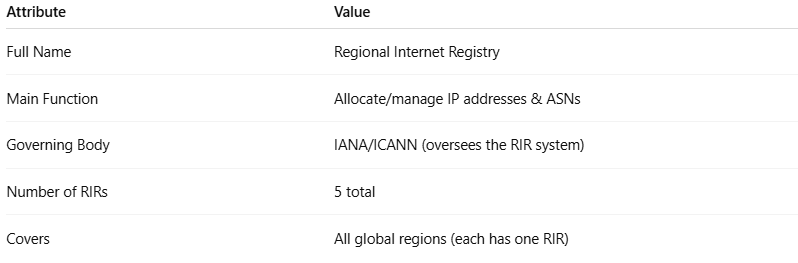 Attribute Value
Full Name Regional Internet Registry
Main Function Allocate/manage IP addresses & ASNs
Governing Body IANA/ICANN (oversees the RIR system)
Number of RIRs 5 total
Covers All global regions (each has one RIR)